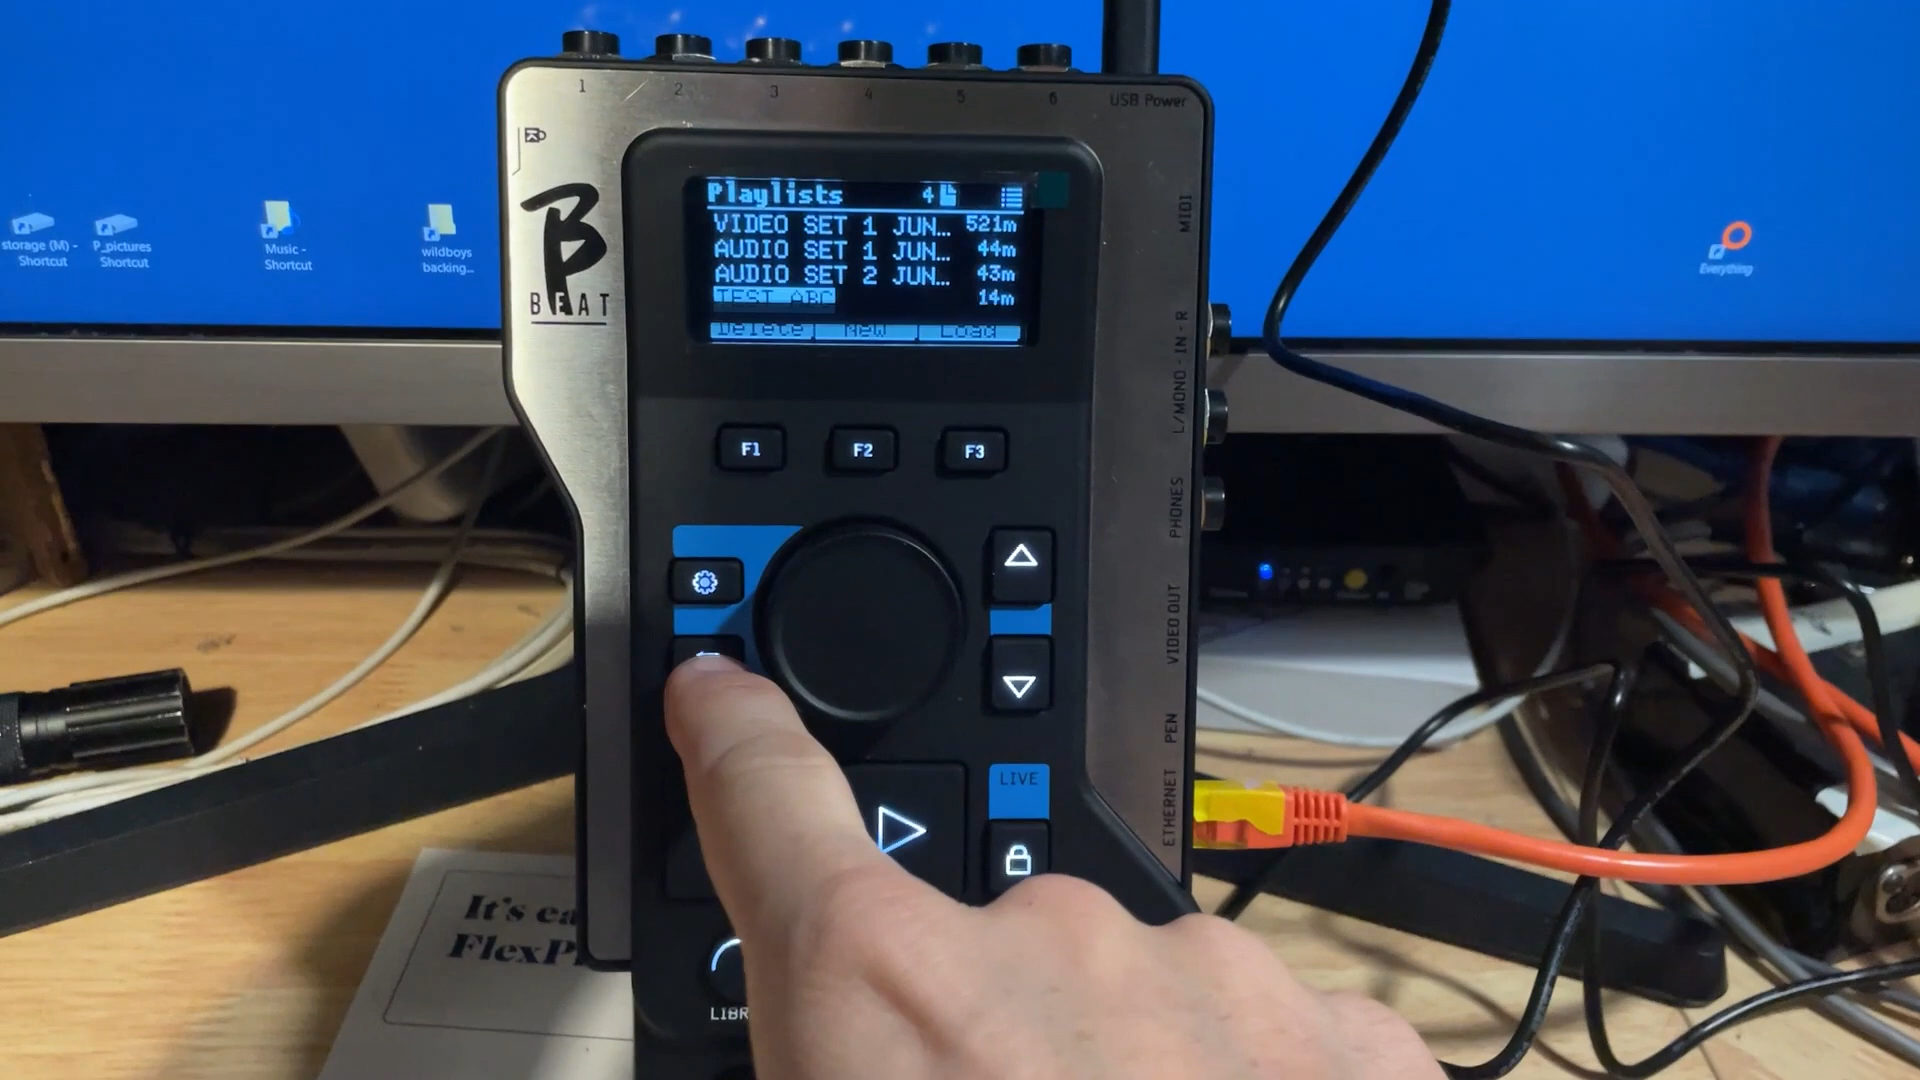 1 2 3 4 5 6 USB Power
Playlists 4
VIDEO SET 1 JUN... 521m
AUDIO SET 1 JUN... 44m
AUDIO SET 2 JUN... 43m
TEST ABC 14m
Delete New Load
BEAT
F1 F2 F3
MIDI
L/MONO - IN - R
PHONES
VIDEO OUT
PEN
ETHERNET
LIVE
LIBR
storage (M) -
Shortcut
P_pictures
Shortcut
Music -
Shortcut
wildboys
backing...
Everything
It's ea
FlexP